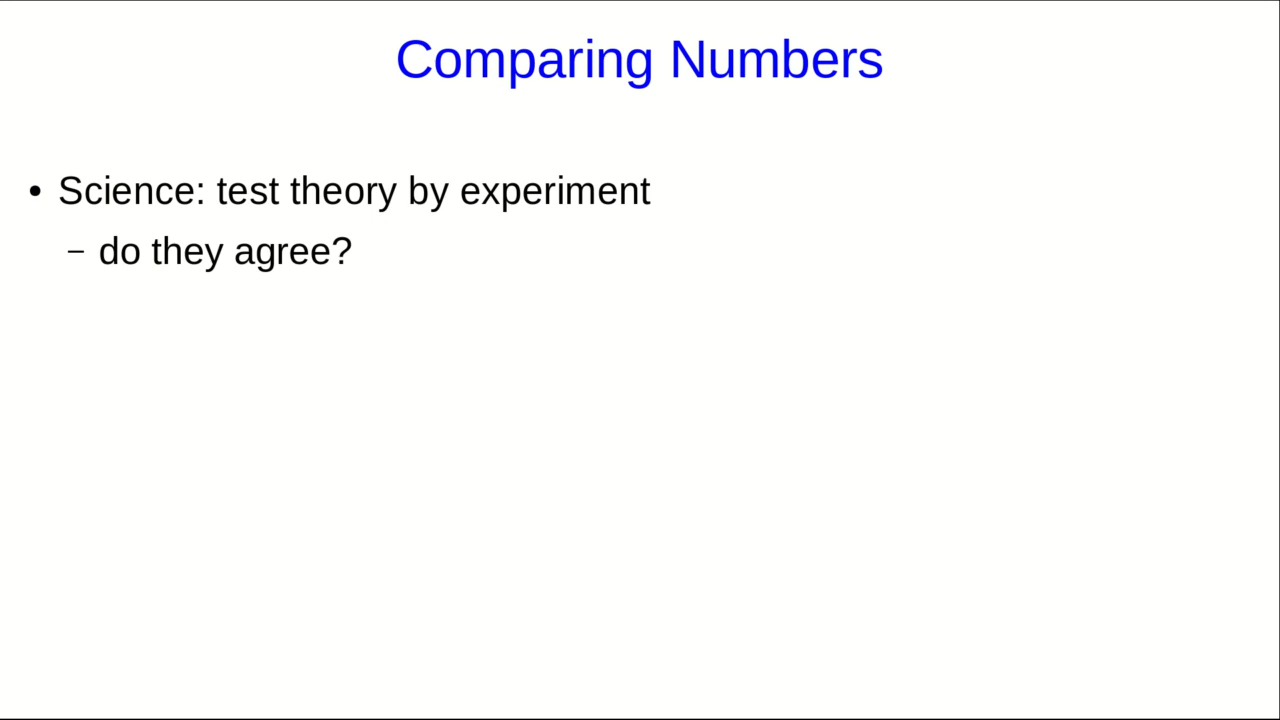 Comparing Numbers
• Science: test theory by experiment
– do they agree?